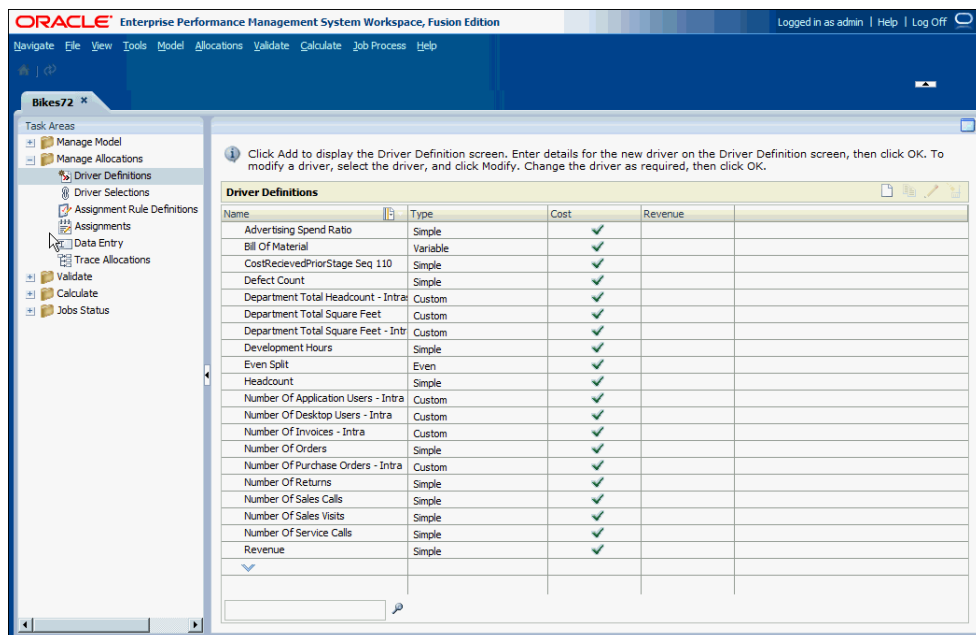 ORACLE Enterprise Performance Management System Workspace, Fusion Edition
Logged in as admin | Help | Log Off
Navigate File View Tools Model Allocations Validate Calculate Job Process Help
Bikes72
Task Areas
Manage Model
Manage Allocations
Driver Definitions
Driver Selections
Assignment Rule Definitions
Assignments
Data Entry
Trace Allocations
Validate
Calculate
Jobs Status
Click Add to display the Driver Definition screen. Enter details for the new driver on the Driver Definition screen, then click OK. To
modify a driver, select the driver, and click Modify. Change the driver as required, then click OK.
Driver Definitions
Name Type Cost Revenue
Advertising Spend Ratio Simple
Bill Of Material Variable
CostRecievedPriorStage Seq 110 Simple
Defect Count Simple
Department Total Headcount - Intra Custom
Department Total Square Feet Custom
Department Total Square Feet - Intr Custom
Development Hours Simple
Even Split Even
Headcount Simple
Number Of Application Users - Intra Custom
Number Of Desktop Users - Intra Custom
Number Of Invoices - Intra Custom
Number Of Orders Simple
Number Of Purchase Orders - Intra Custom
Number Of Returns Simple
Number Of Sales Calls Simple
Number Of Sales Visits Simple
Number Of Service Calls Simple
Revenue Simple